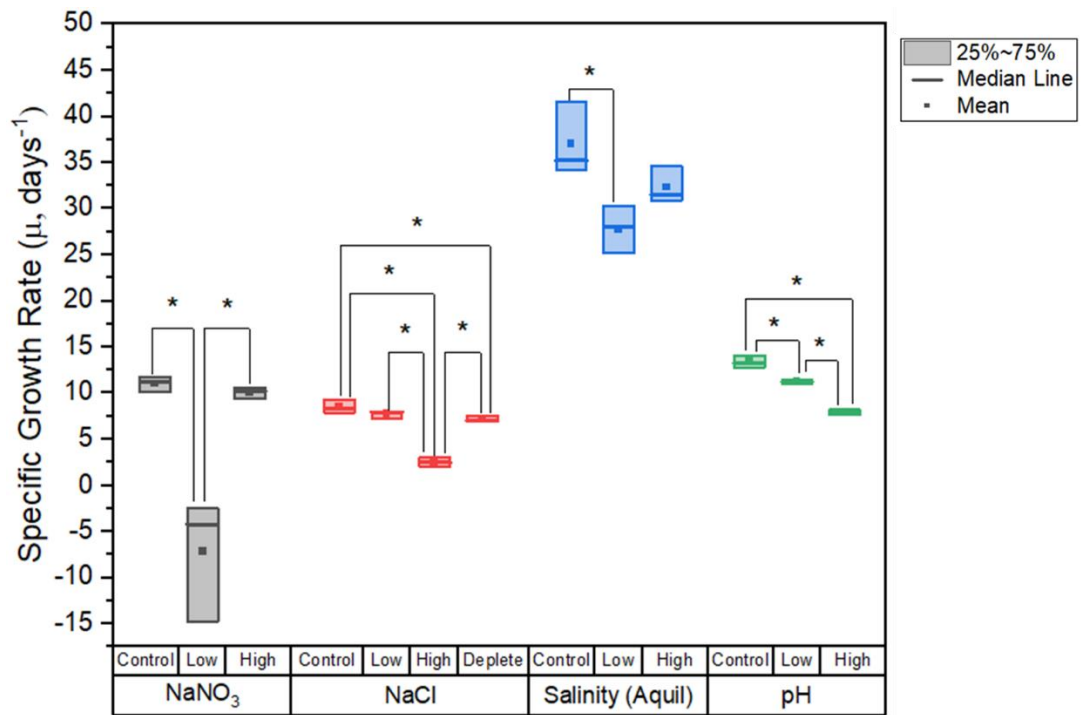 Specific Growth Rate (μ, days⁻¹)
50
45
40
35
30
25
20
15
10
5
0
-5
-10
-15
* * * * * * * * * *
Control Low High Control Low High Deplete Control Low High Control Low High
NaNO₃ NaCl Salinity (Aquil) pH
25%~75%
Median Line
Mean